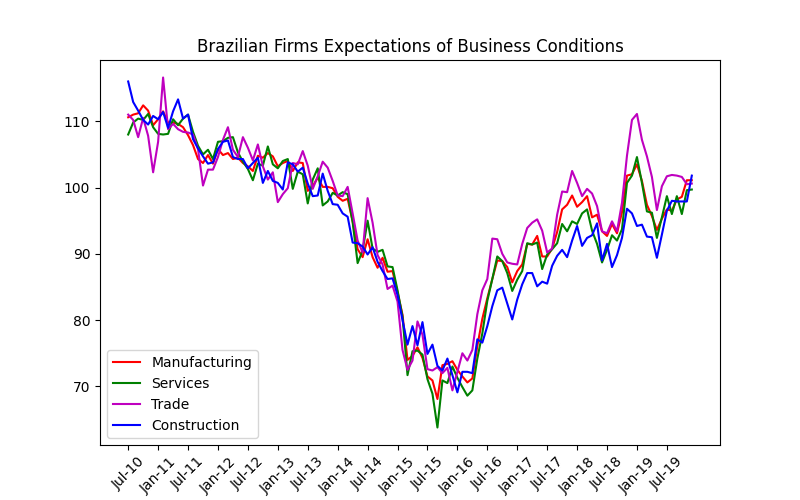 Brazilian Firms Expectations of Business Conditions
110
100
90
80
70
Manufacturing
Services
Trade
Construction
Jul-10 Jan-11 Jul-11 Jan-12 Jul-12 Jan-13 Jul-13 Jan-14 Jul-14 Jan-15 Jul-15 Jan-16 Jul-16 Jan-17 Jul-17 Jan-18 Jul-18 Jan-19 Jul-19